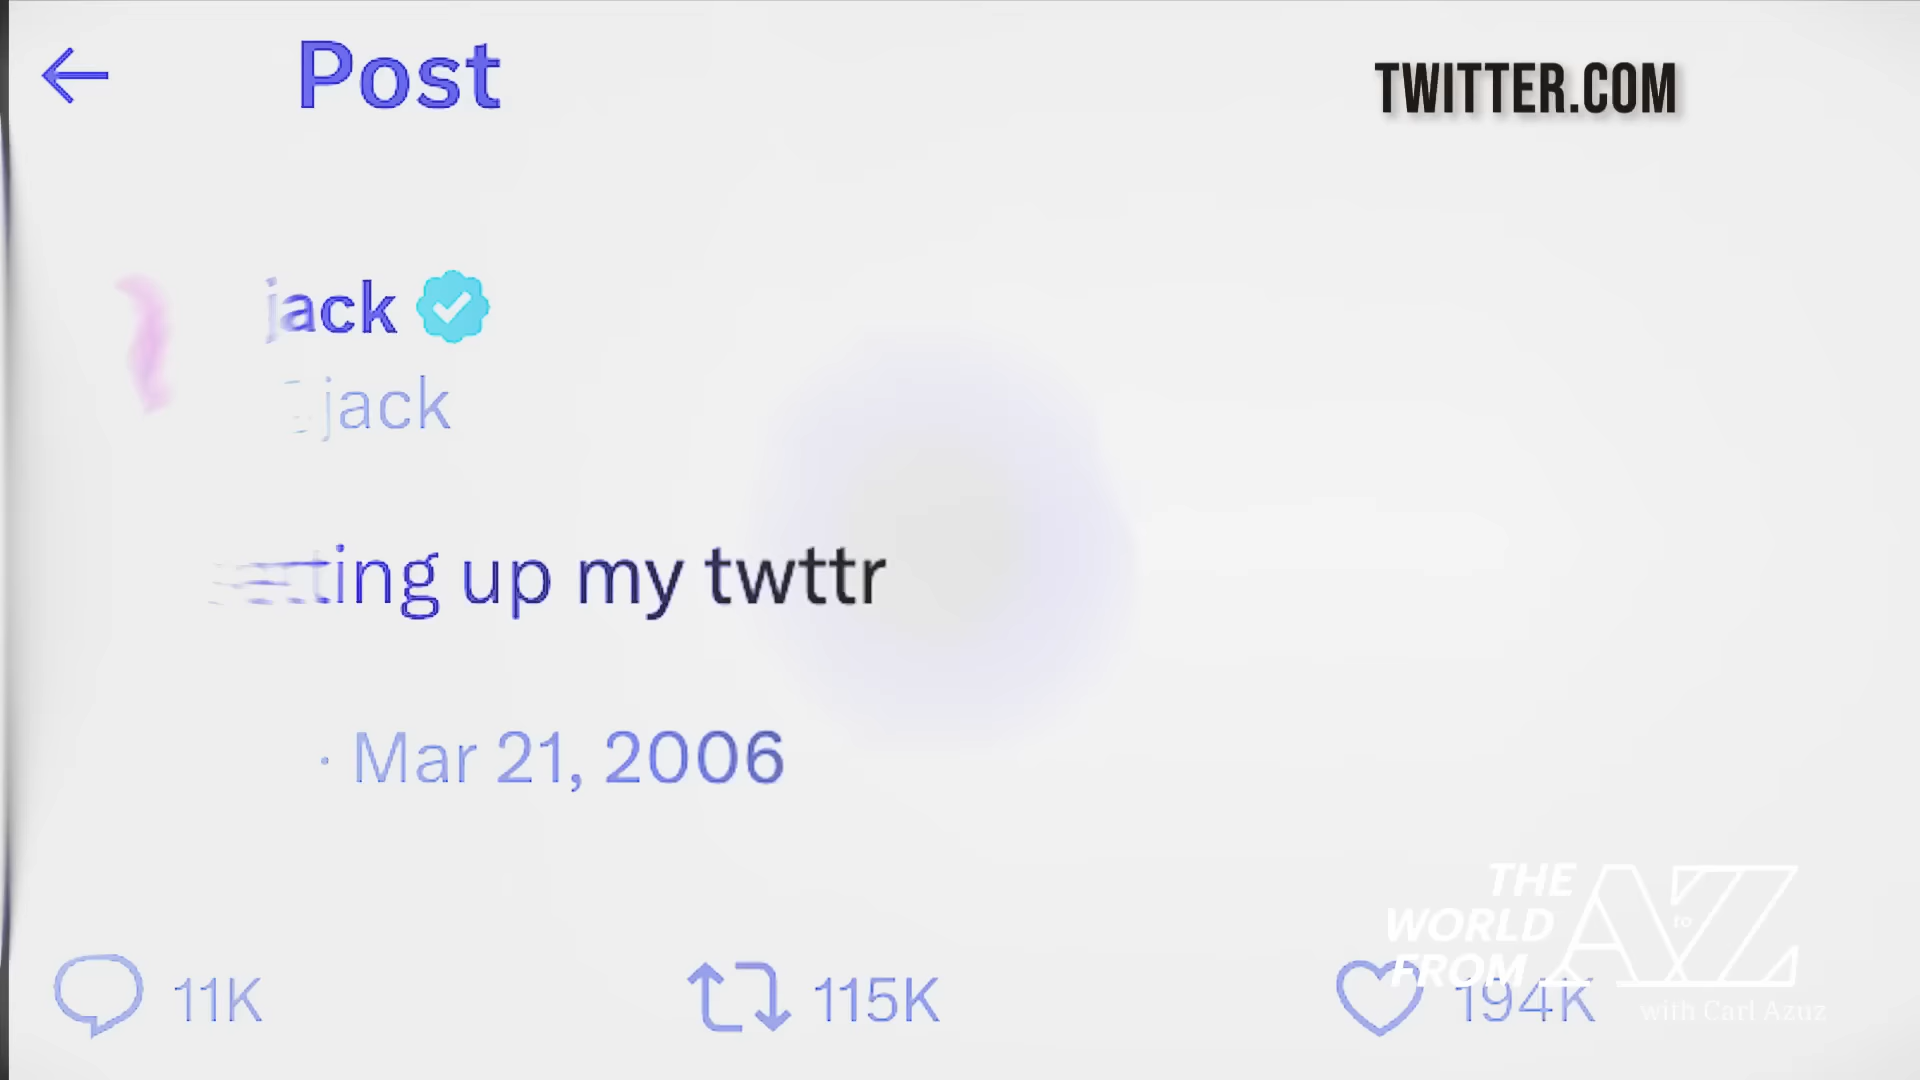 Post
TWITTER.COM
jack
jack
ting up my twttr
· Mar 21, 2006
11K
115K
194K
THE
WORLD
FROM
A to Z
with Carl Azuz